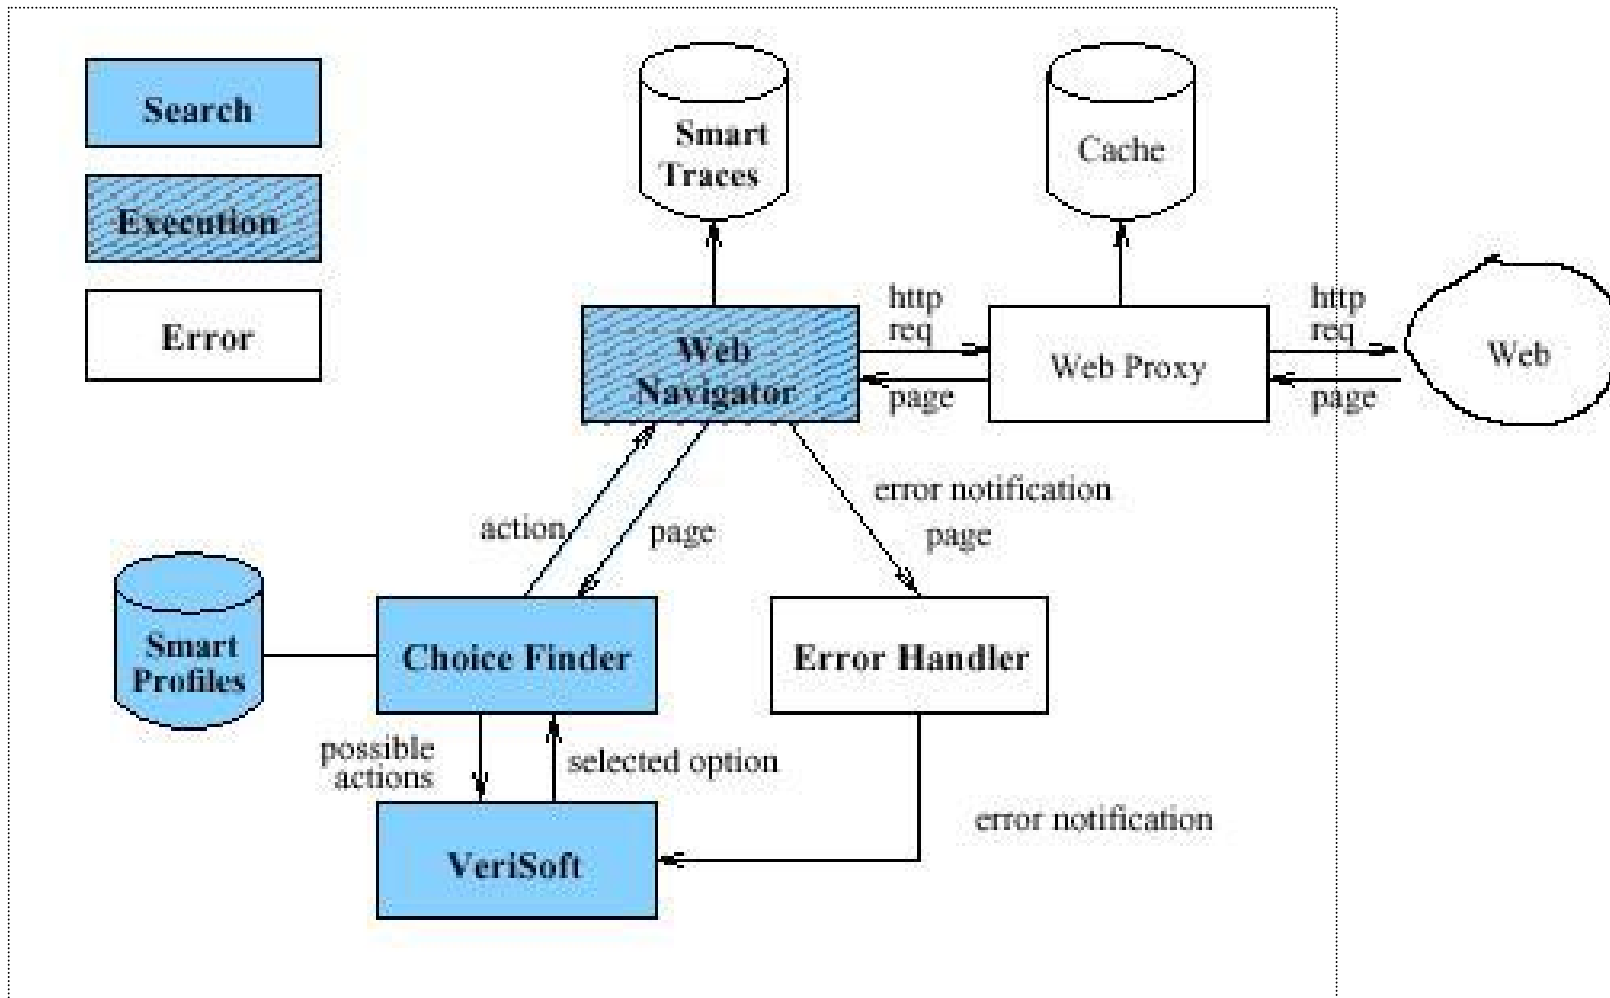 Search
Execution
Error
Smart
Traces
Cache
http
req
page
Web
Navigator
Web Proxy
http
req
page
Web
action
page
error notification
page
Smart
Profiles
Choice Finder
Error Handler
possible
actions
selected option
error notification
VeriSoft